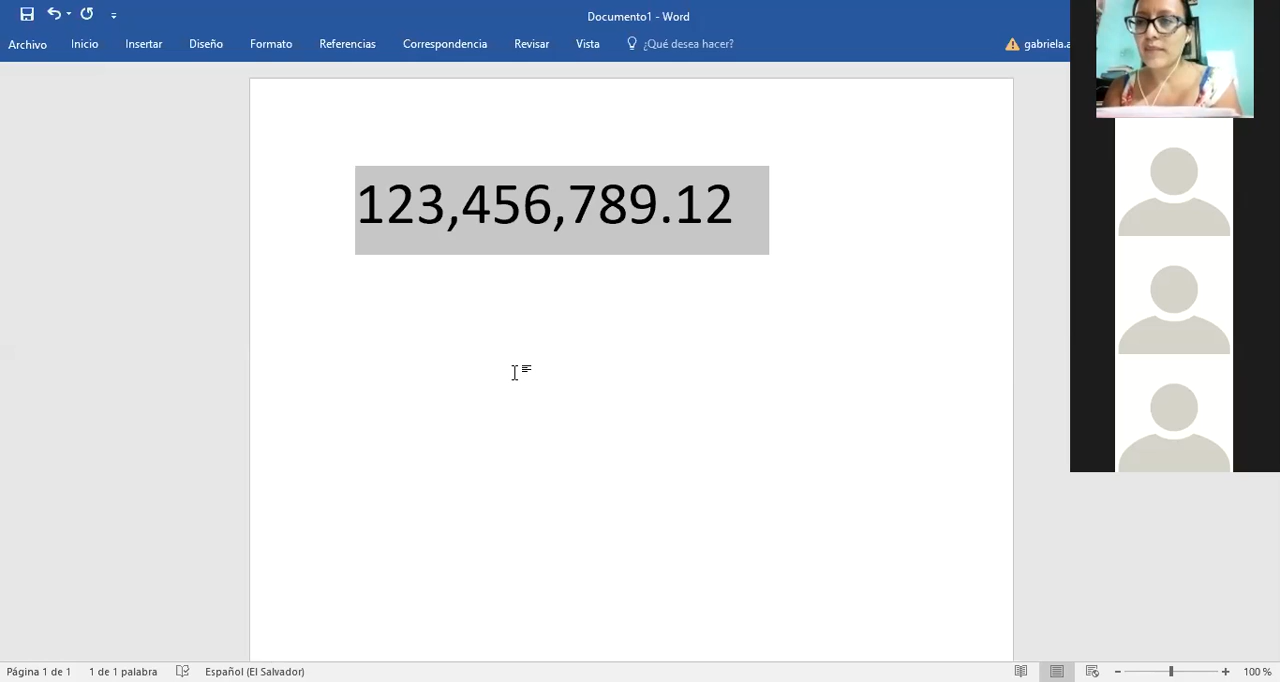 Documento1 - Word
Archivo Inicio Insertar Diseño Formato Referencias Correspondencia Revisar Vista ¿Qué desea hacer? gabriela.a
123,456,789.12
Página 1 de 1 1 de 1 palabra Español (El Salvador) 100 %